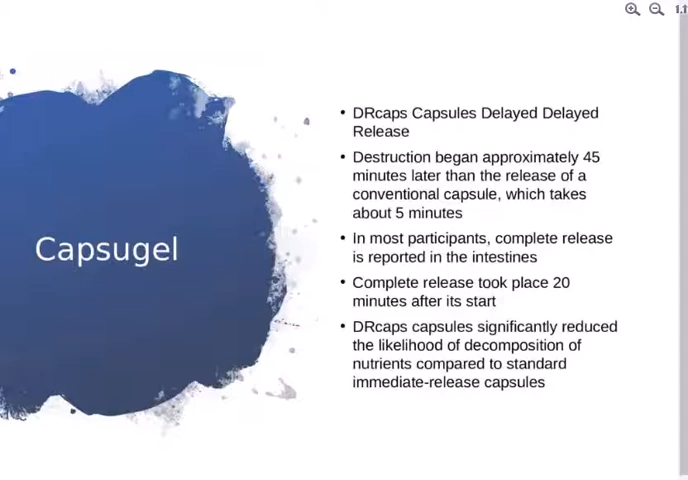 Capsugel
• DRcaps Capsules Delayed Delayed
Release
• Destruction began approximately 45
minutes later than the release of a
conventional capsule, which takes
about 5 minutes
• In most participants, complete release
is reported in the intestines
• Complete release took place 20
minutes after its start
• DRcaps capsules significantly reduced
the likelihood of decomposition of
nutrients compared to standard
immediate-release capsules